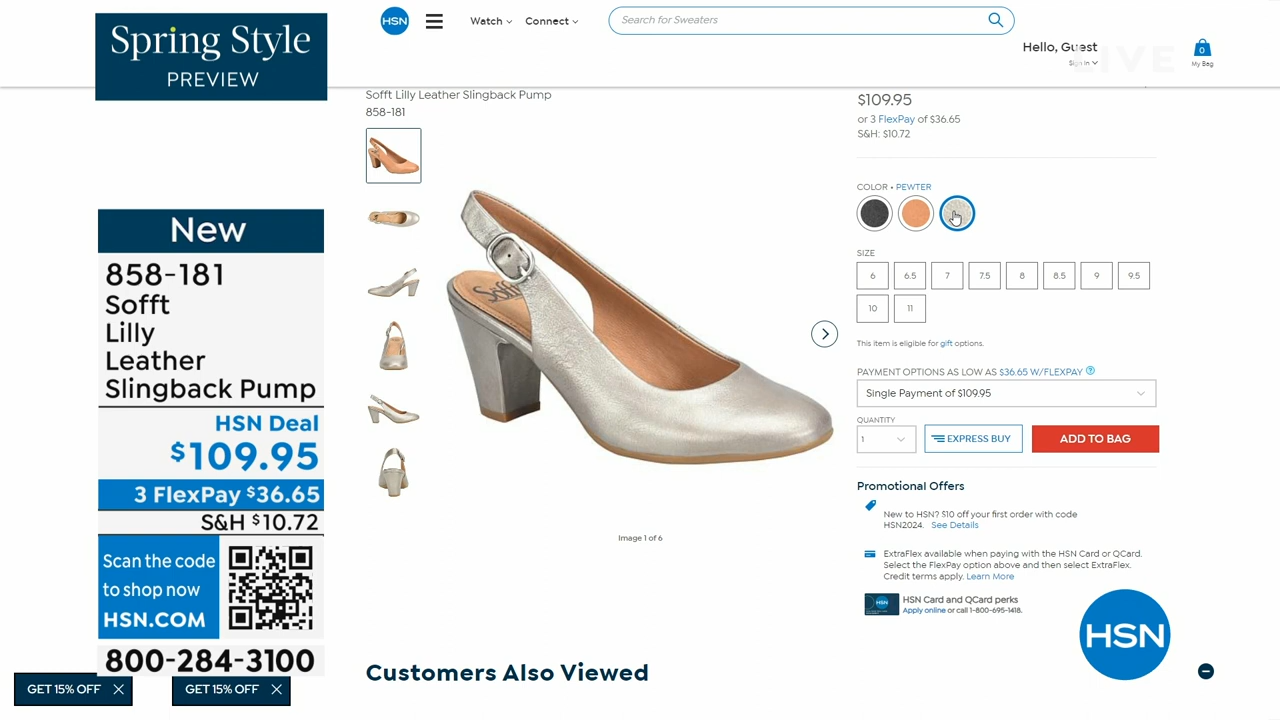 Spring Style
PREVIEW
HSN
Watch
Connect
Search for Sweaters
Hello, Guest
Sign In
LIVE
0
My Bag
Sofft Lilly Leather Slingback Pump
858-181
$109.95
or 3 FlexPay of $36.65
S&H: $10.72
COLOR • PEWTER
SIZE
6 6.5 7 7.5 8 8.5 9 9.5
10 11
This item is eligible for gift options.
PAYMENT OPTIONS AS LOW AS $36.65 W/FLEXPAY ?
Single Payment of $109.95
QUANTITY
1
EXPRESS BUY
ADD TO BAG
Promotional Offers
New to HSN? $10 off your first order with code
HSN2024. See Details
ExtraFlex available when paying with the HSN Card or QCard.
Select the FlexPay option above and then select ExtraFlex.
Credit terms apply. Learn More
HSN
HSN Card and QCard perks
Apply online or call 1-800-695-1418.
Sofft
Image 1 of 6
New
858-181
Sofft
Lilly
Leather
Slingback Pump
HSN Deal
$109.95
3 FlexPay $36.65
S&H $10.72
Scan the code
to shop now
HSN.COM
800-284-3100
GET 15% OFF
GET 15% OFF
Customers Also Viewed
HSN